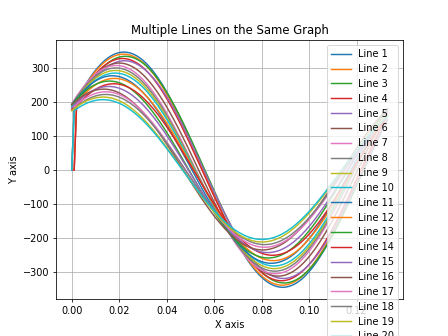 Multiple Lines on the Same Graph
Y axis
300
200
100
0
−100
−200
−300
0.00
0.02
0.04
0.06
0.08
0.10
X axis
Line 1
Line 2
Line 3
Line 4
Line 5
Line 6
Line 7
Line 8
Line 9
Line 10
Line 11
Line 12
Line 13
Line 14
Line 15
Line 16
Line 17
Line 18
Line 19
Line 20